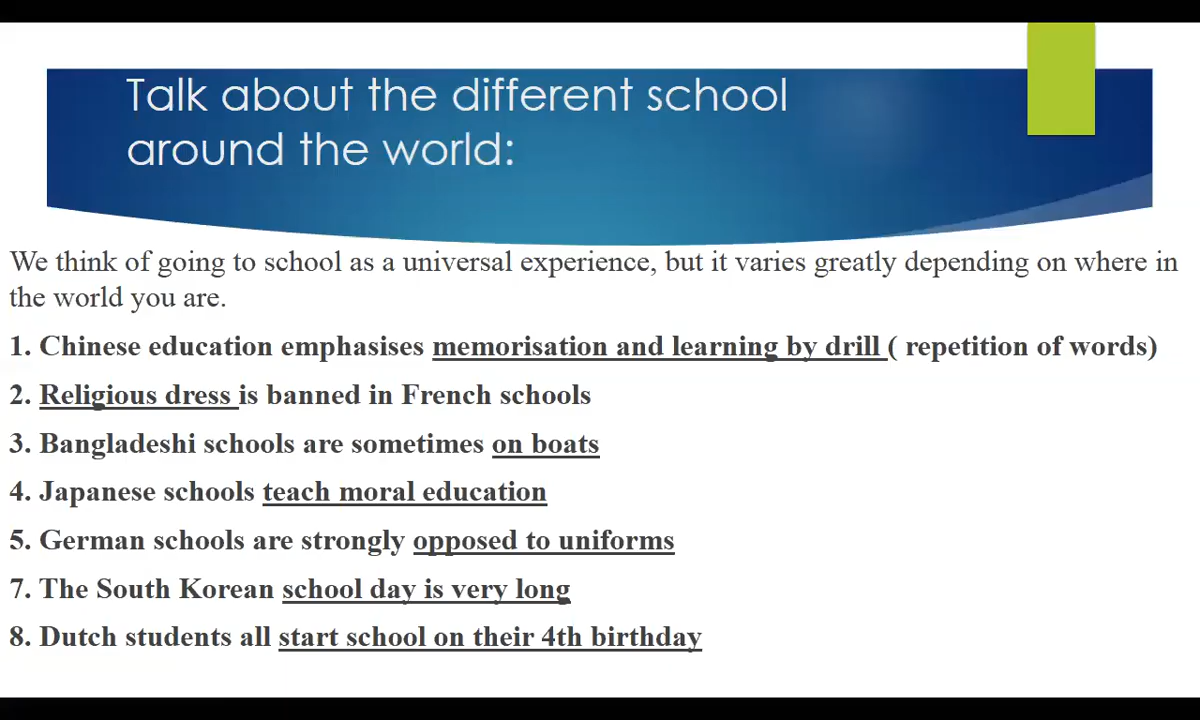 Talk about the different school
around the world:
We think of going to school as a universal experience, but it varies greatly depending on where in
the world you are.
1. Chinese education emphasises memorisation and learning by drill ( repetition of words)
2. Religious dress is banned in French schools
3. Bangladeshi schools are sometimes on boats
4. Japanese schools teach moral education
5. German schools are strongly opposed to uniforms
7. The South Korean school day is very long
8. Dutch students all start school on their 4th birthday